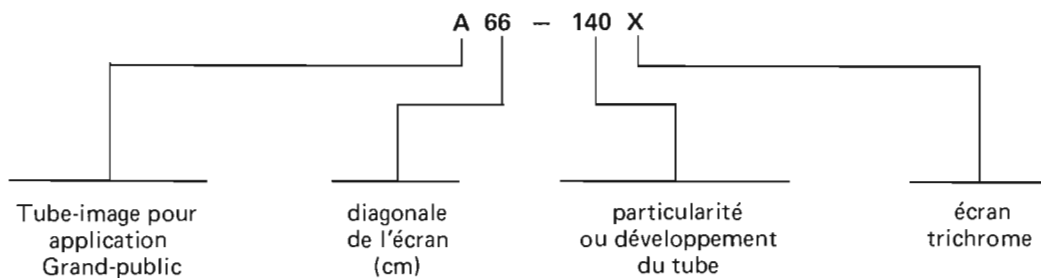 A 66 – 140 X
Tube-image pour
application
Grand-public
diagonale
de l'écran
(cm)
particularité
ou développement
du tube
écran
trichrome